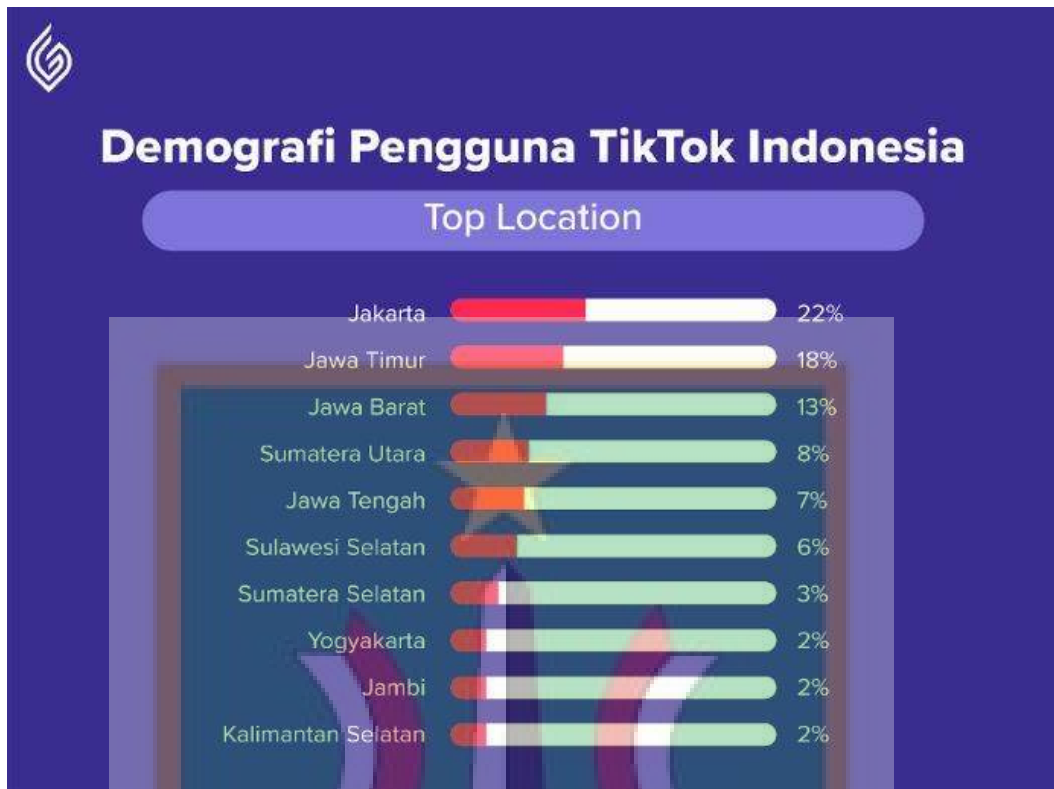 Demografi Pengguna TikTok Indonesia
Top Location
Jakarta 22%
Jawa Timur 18%
Jawa Barat 13%
Sumatera Utara 8%
Jawa Tengah 7%
Sulawesi Selatan 6%
Sumatera Selatan 3%
Yogyakarta 2%
Jambi 2%
Kalimantan Selatan 2%